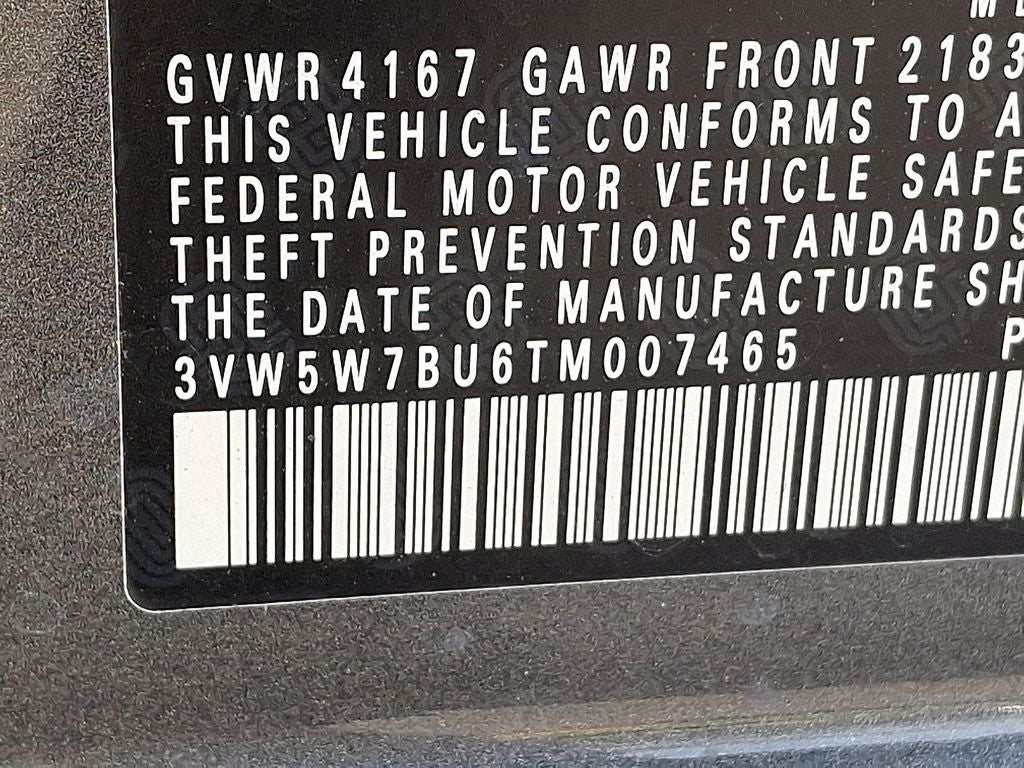 GVWR 4167 GAWR FRONT 2183
THIS VEHICLE CONFORMS TO A
FEDERAL MOTOR VEHICLE SAFE
THEFT PREVENTION STANDARDS
THE DATE OF MANUFACTURE SH
3VW5W7BU6TM007465 P